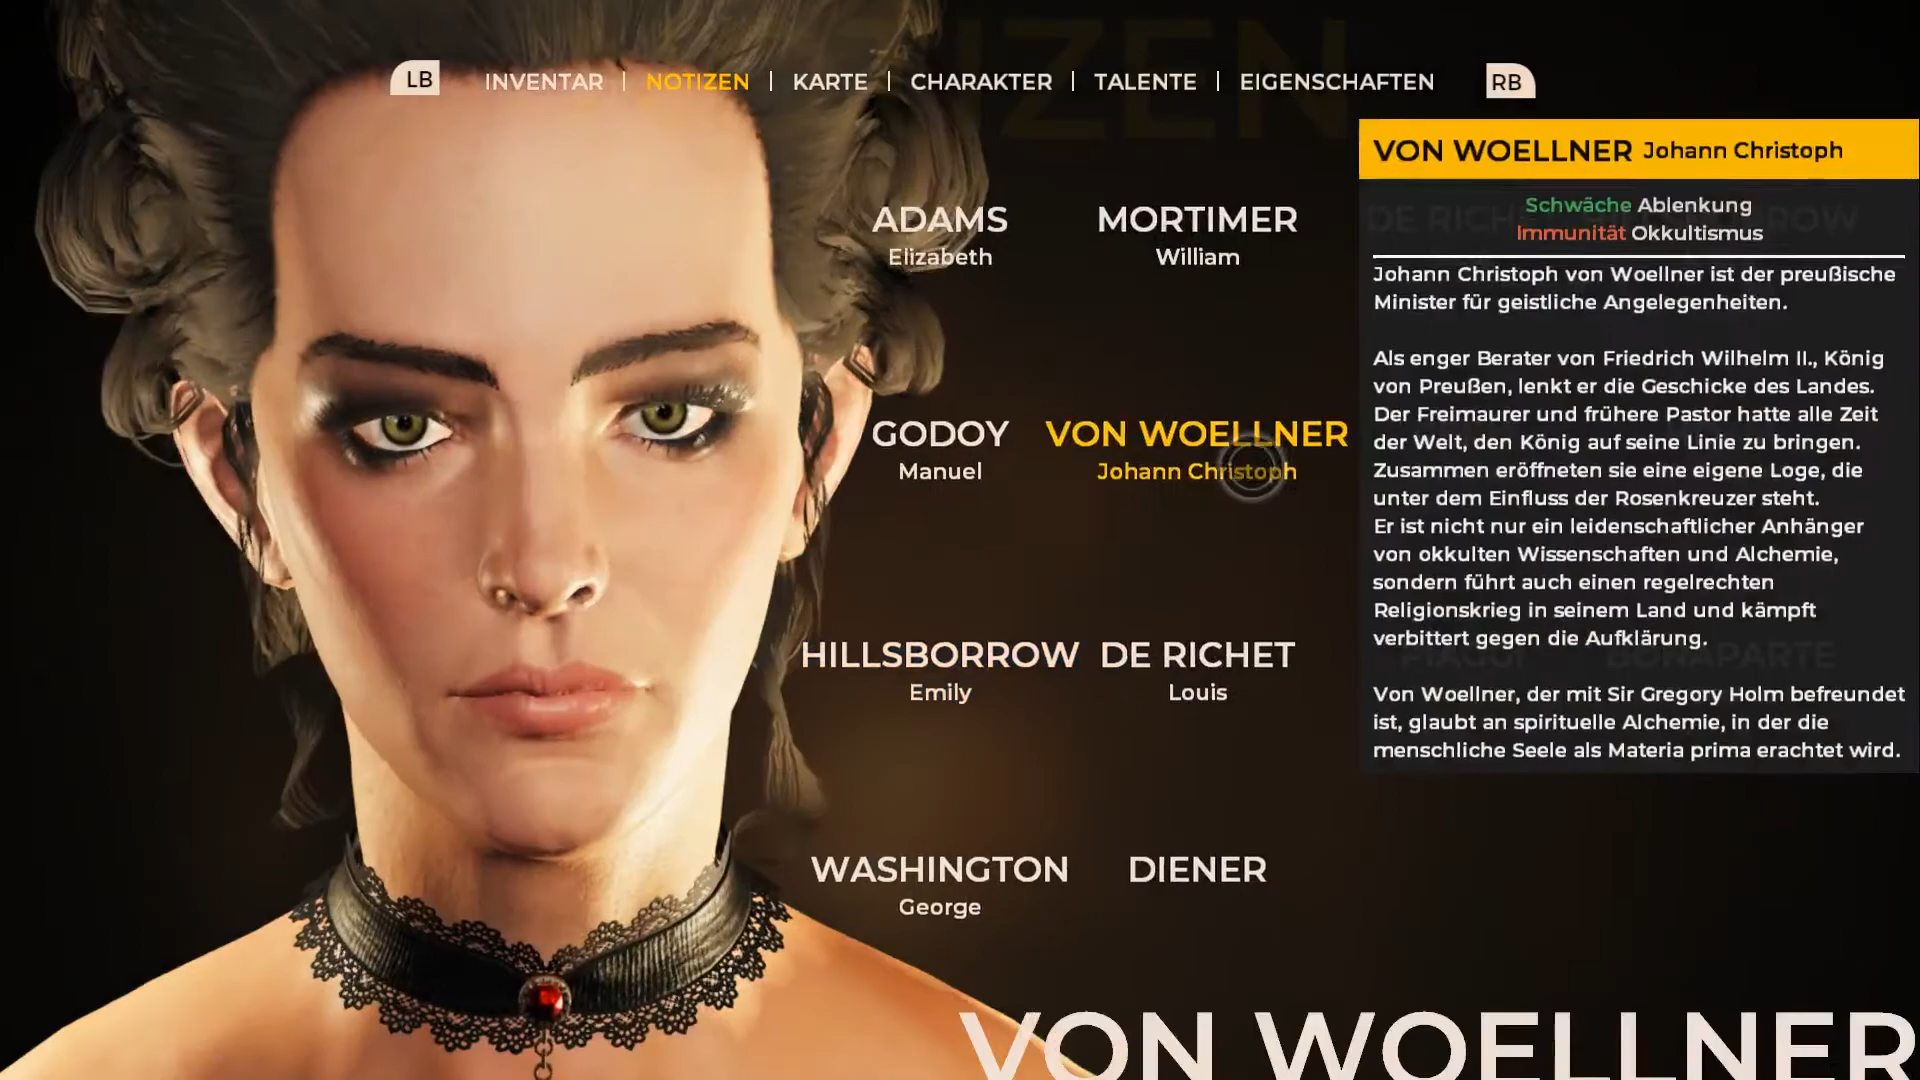 LB INVENTAR | NOTIZEN | KARTE | CHARAKTER | TALENTE | EIGENSCHAFTEN RB
ADAMS
Elizabeth
MORTIMER
William
GODOY
Manuel
VON WOELLNER
Johann Christoph
HILLSBORROW
Emily
DE RICHET
Louis
WASHINGTON
George
DIENER
VON WOELLNER Johann Christoph
Schwäche Ablenkung
Immunität Okkultismus
Johann Christoph von Woellner ist der preußische
Minister für geistliche Angelegenheiten.
Als enger Berater von Friedrich Wilhelm II., König
von Preußen, lenkt er die Geschicke des Landes.
Der Freimaurer und frühere Pastor hatte alle Zeit
der Welt, den König auf seine Linie zu bringen.
Zusammen eröffneten sie eine eigene Loge, die
unter dem Einfluss der Rosenkreuzer steht.
Er ist nicht nur ein leidenschaftlicher Anhänger
von okkulten Wissenschaften und Alchemie,
sondern führt auch einen regelrechten
Religionskrieg in seinem Land und kämpft
verbittert gegen die Aufklärung.
Von Woellner, der mit Sir Gregory Holm befreundet
ist, glaubt an spirituelle Alchemie, in der die
menschliche Seele als Materia prima erachtet wird.
VON WOELLNER